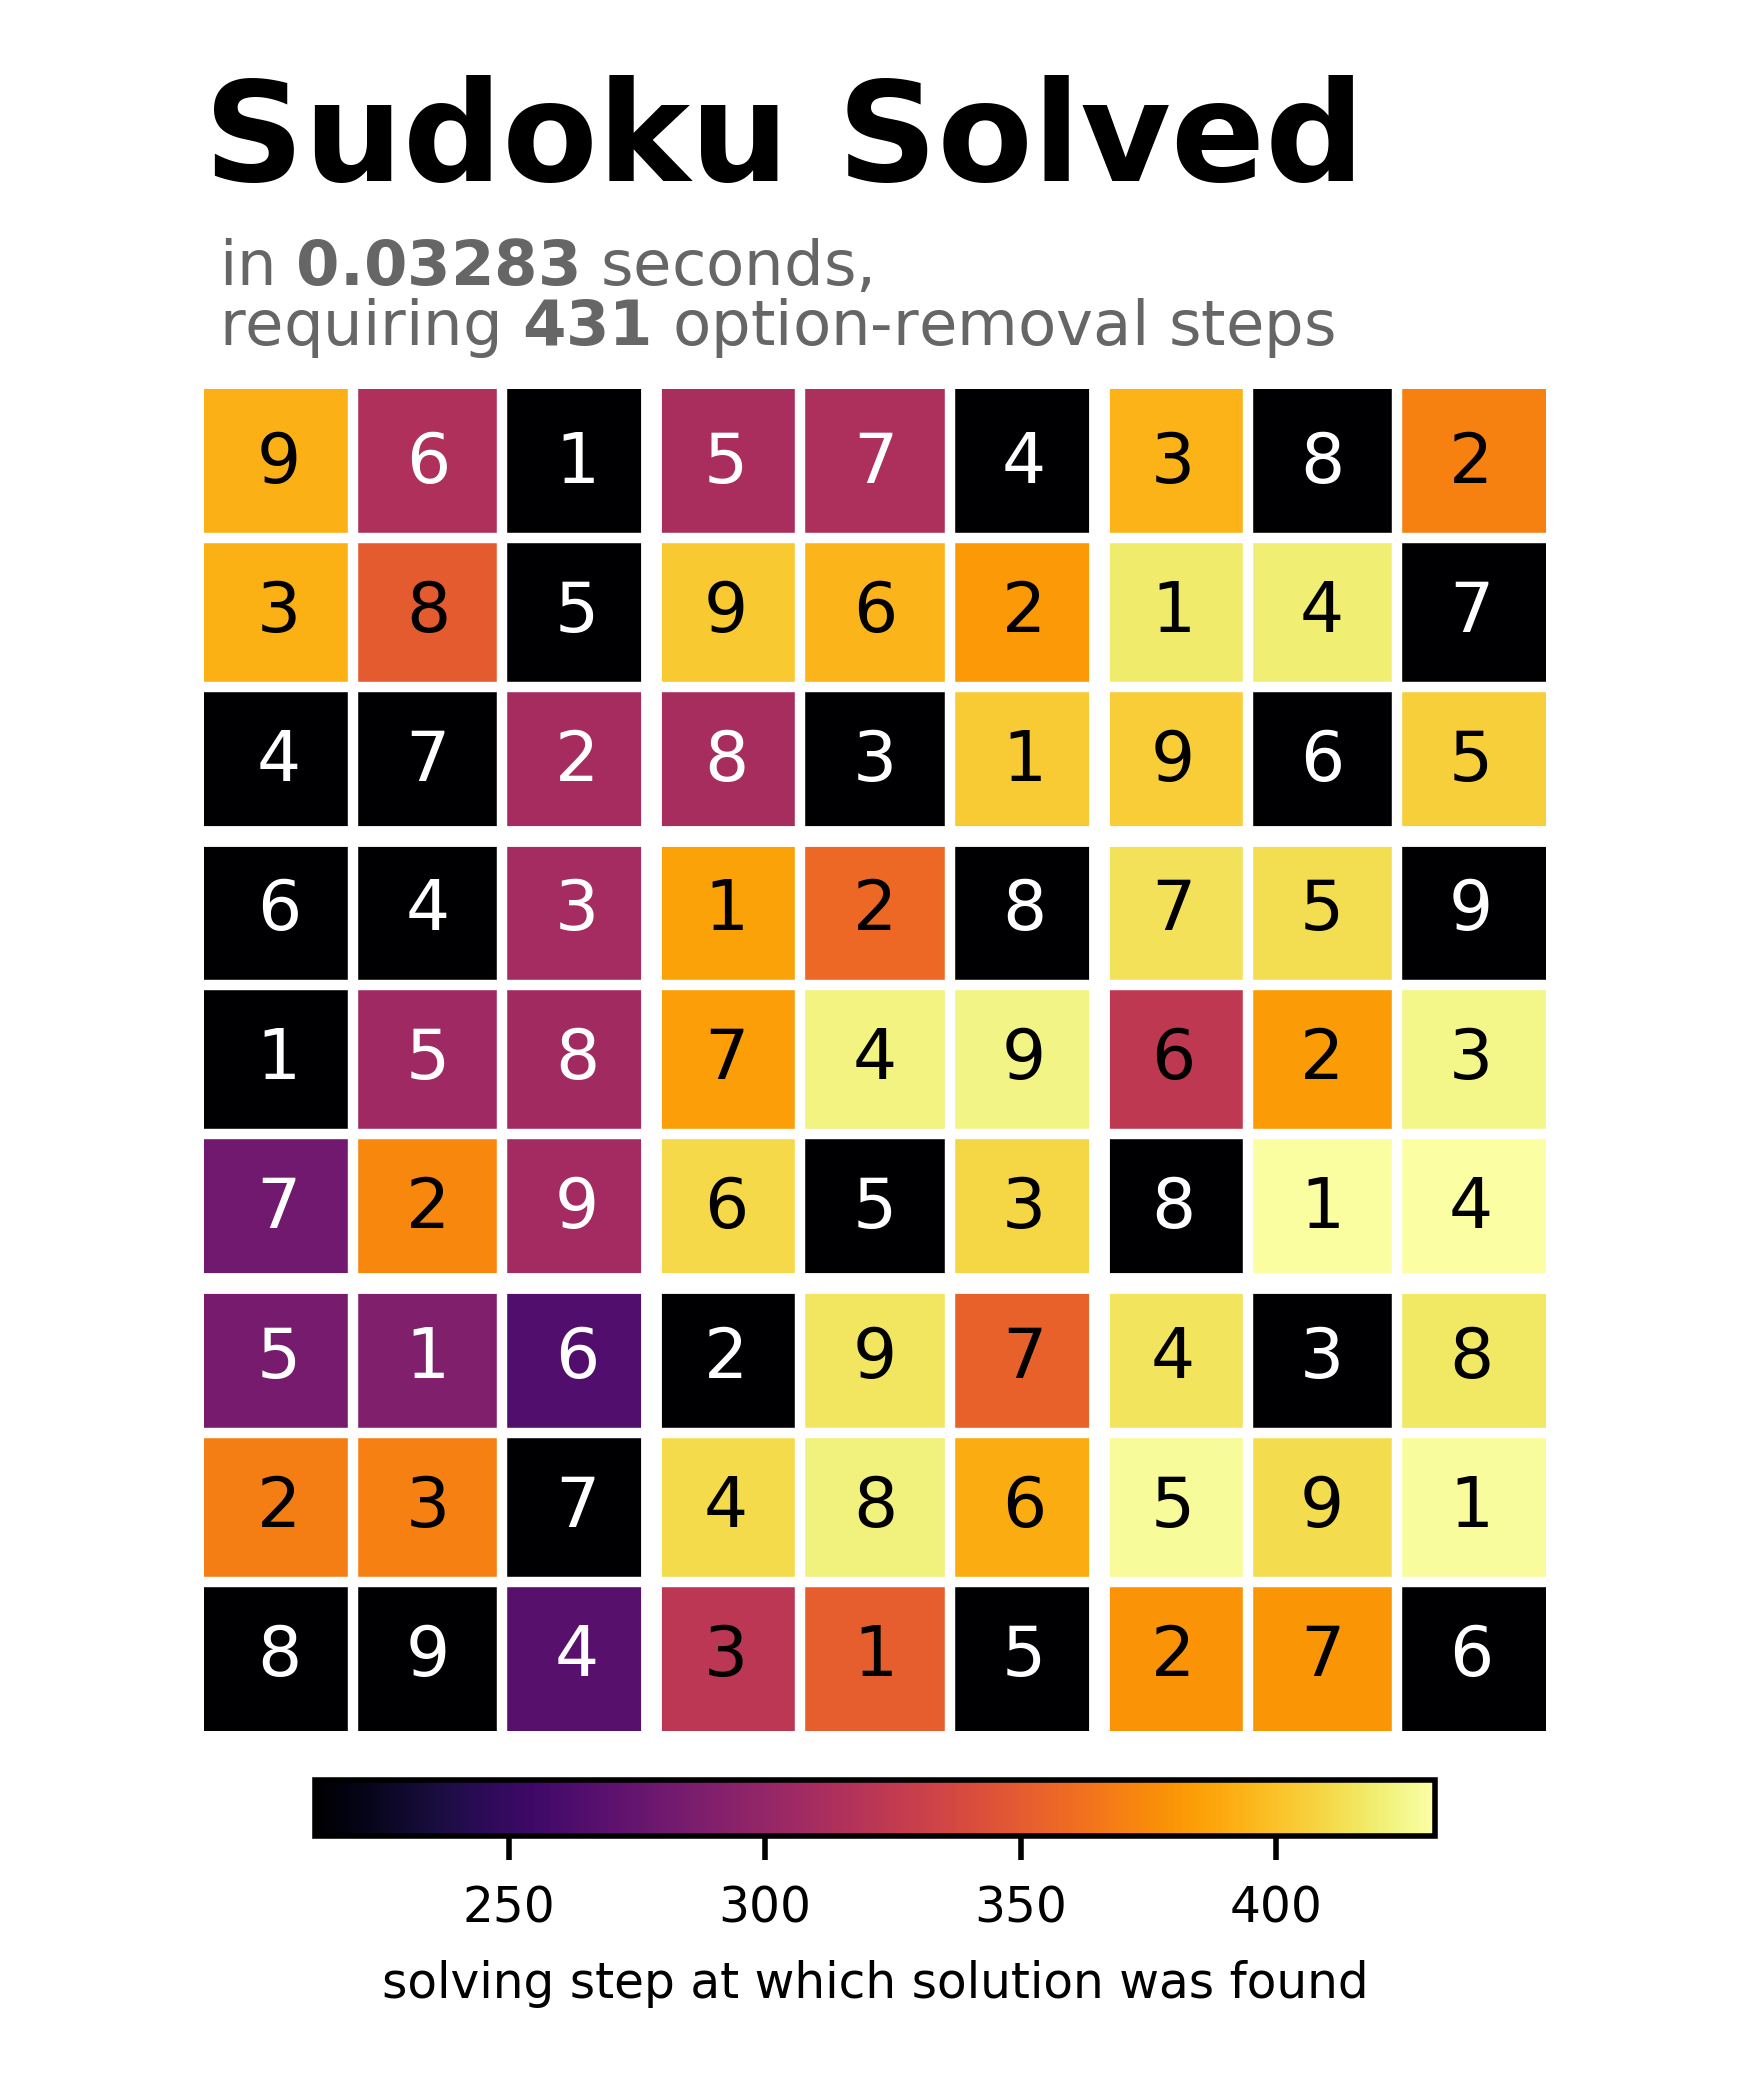 Sudoku Solved
in 0.03283 seconds,
requiring 431 option-removal steps
9 6 1 5 7 4 3 8 2
3 8 5 9 6 2 1 4 7
4 7 2 8 3 1 9 6 5
6 4 3 1 2 8 7 5 9
1 5 8 7 4 9 6 2 3
7 2 9 6 5 3 8 1 4
5 1 6 2 9 7 4 3 8
2 3 7 4 8 6 5 9 1
8 9 4 3 1 5 2 7 6
250 300 350 400
solving step at which solution was found